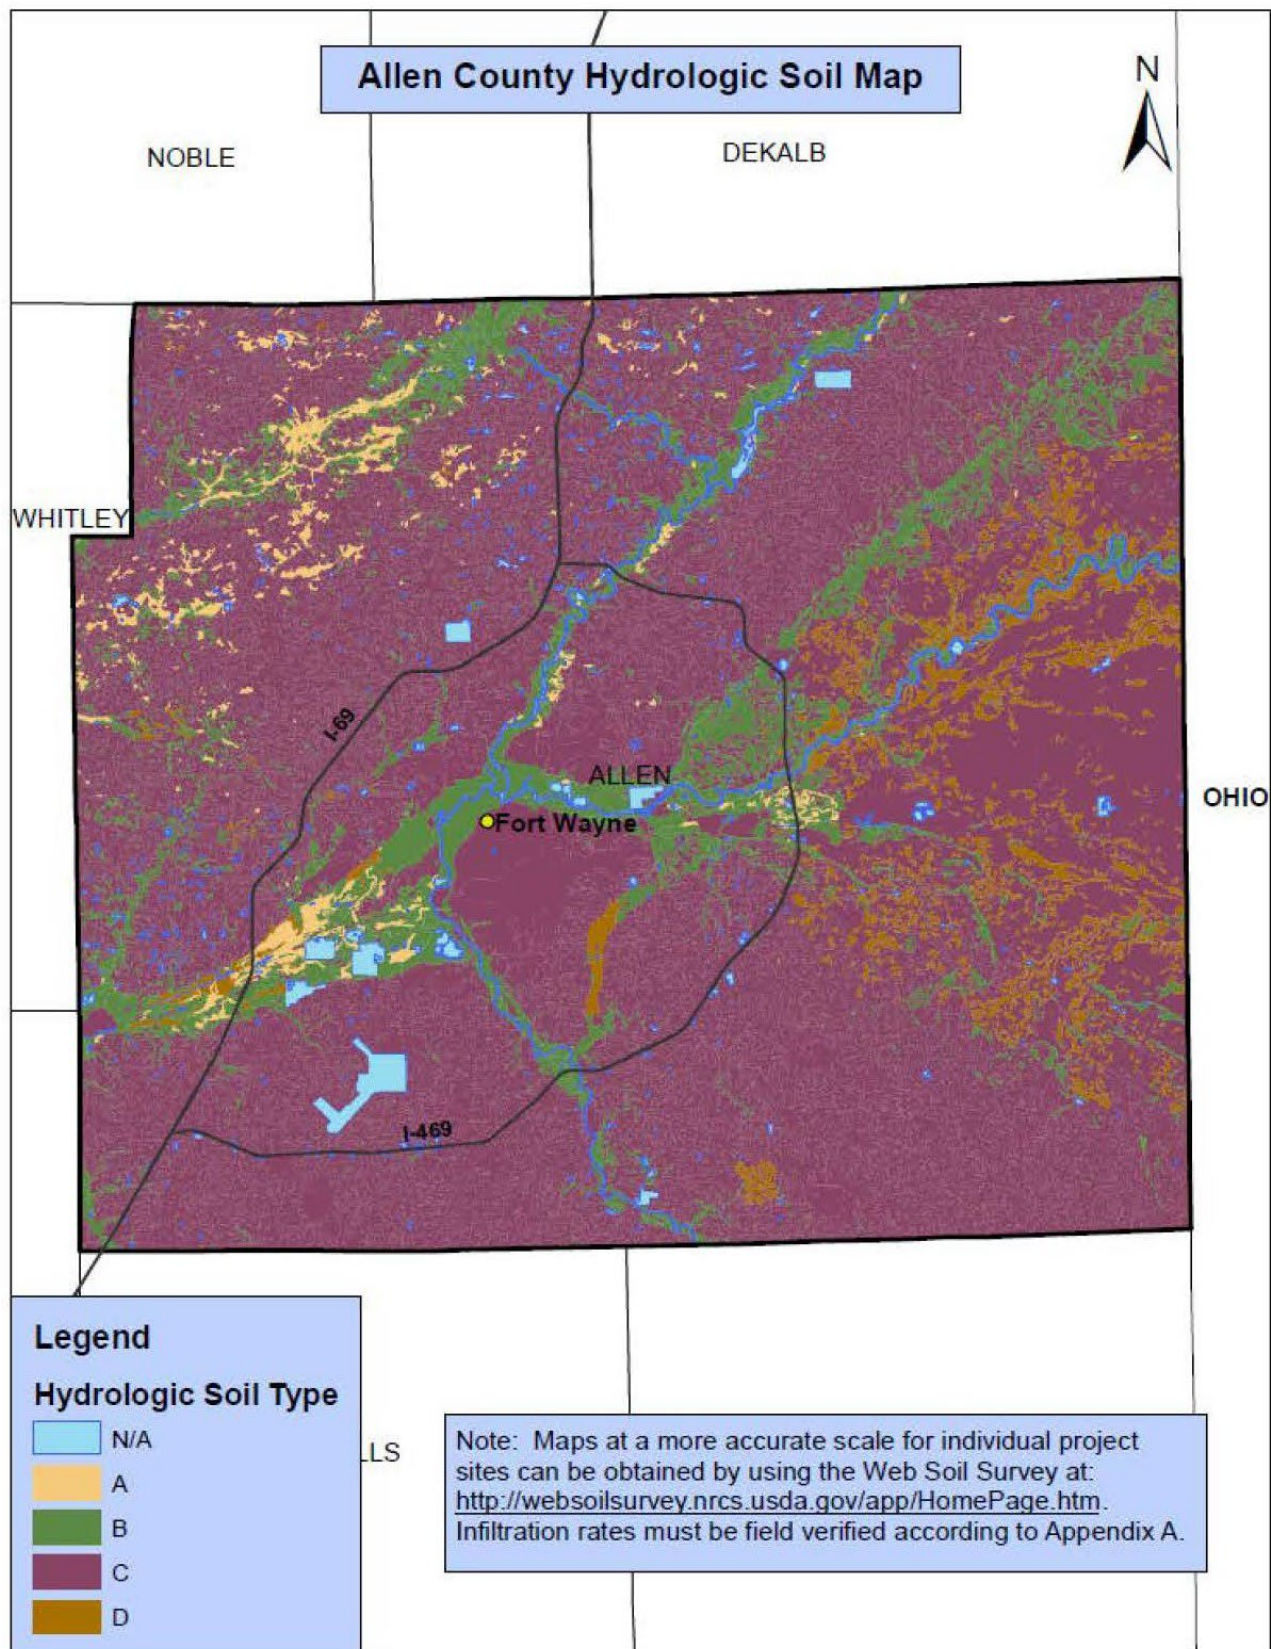 Allen County Hydrologic Soil Map
N
NOBLE
DEKALB
WHITLEY
I-69
ALLEN
OHIO
Fort Wayne
I-469
Legend
Hydrologic Soil Type
N/A
A
B
C
D
LLS
Note: Maps at a more accurate scale for individual project
sites can be obtained by using the Web Soil Survey at:
http://websoilsurvey.nrcs.usda.gov/app/HomePage.htm.
Infiltration rates must be field verified according to Appendix A.